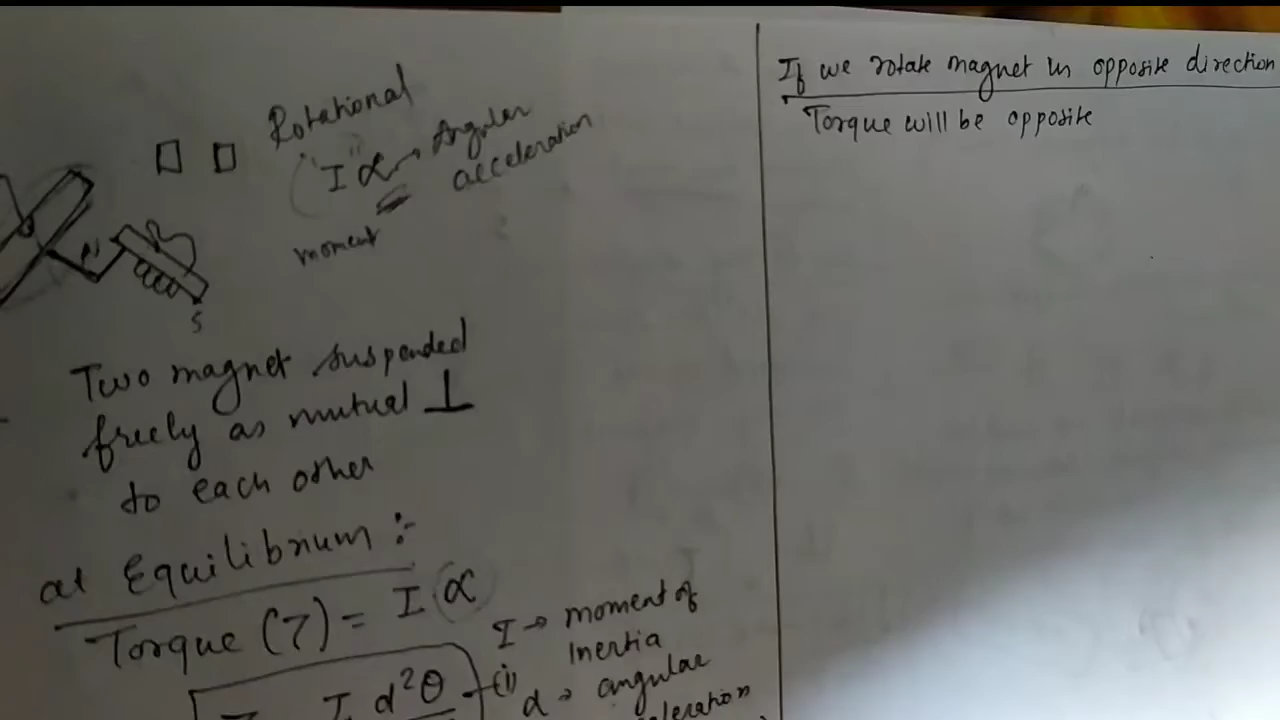 Rotational
"I" α → Angular
acceleration
moment
S
Two magnet suspended
freely as mutual ⊥
to each other
at Equilibrium :-
Torque (τ) = I α
I → moment of
Inertia
α → angular
I d²θ -(i)
If we rotate magnet in opposite direction
Torque will be opposite